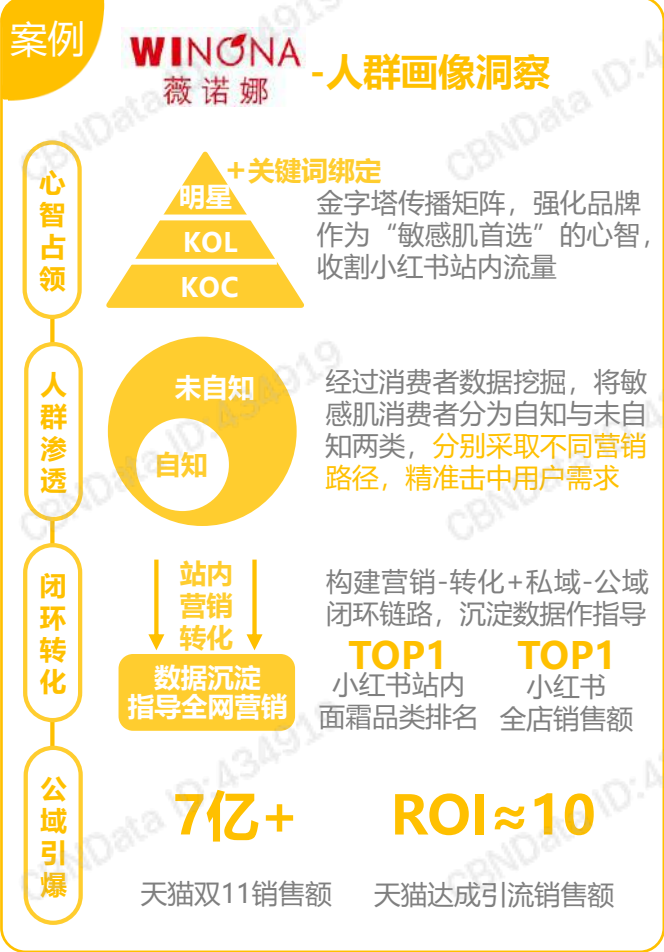 案例
WINONA
薇诺娜
-人群画像洞察
心智占领
+关键词绑定
明星
KOL
KOC
金字塔传播矩阵，强化品牌
作为“敏感肌首选”的心智，
收割小红书站内流量
人群渗透
未自知
自知
经过消费者数据挖掘，将敏
感肌消费者分为自知与未自
知两类，分别采取不同营销
路径，精准击中用户需求
闭环转化
站内
营销
转化
数据沉淀
指导全网营销
构建营销-转化+私域-公域
闭环链路，沉淀数据作指导
TOP1
小红书站内
面霜品类排名
TOP1
小红书
全店销售额
公域引爆
7亿+
天猫双11销售额
ROI≈10
天猫达成引流销售额
CBNData ID:434919